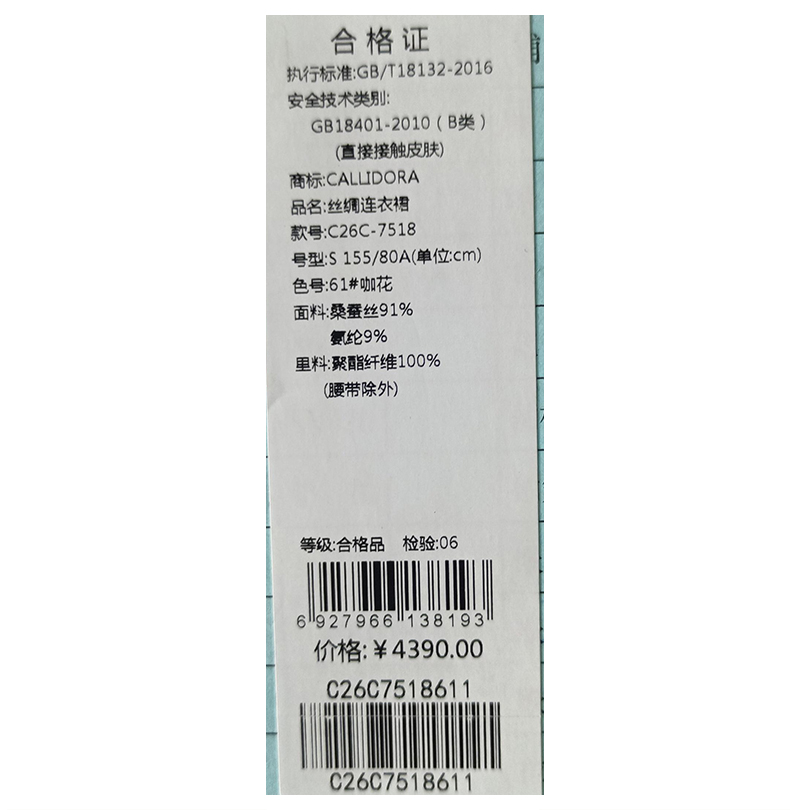 合格证
执行标准:GB/T18132-2016
安全技术类别:
GB18401-2010(B类)
(直接接触皮肤)
商标:CALLIDORA
品名:丝绸连衣裙
款号:C26C-7518
号型:S 155/80A(单位:cm)
色号:61#咖花
面料:桑蚕丝91%
氨纶9%
里料:聚酯纤维100%
(腰带除外)
等级:合格品 检验:06
6 927966 138193
价格:¥4390.00
C26C7518611
C26C7518611